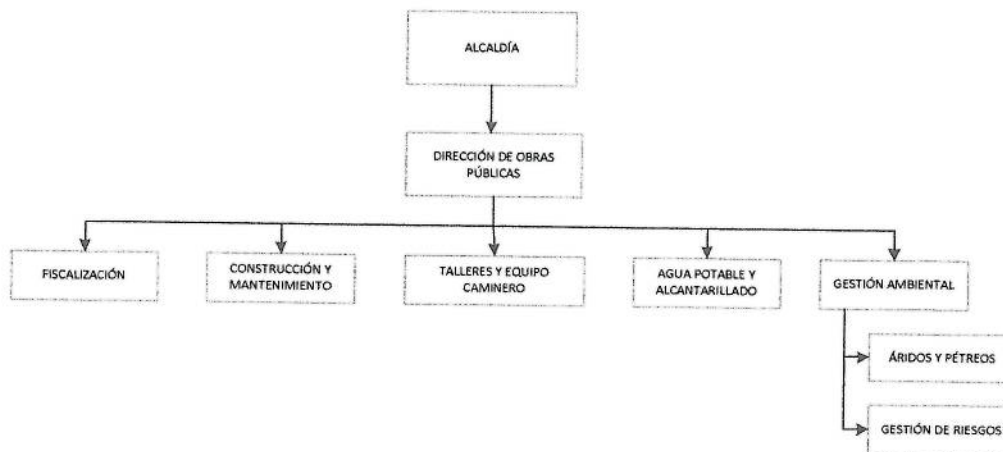 ALCALDÍA
DIRECCIÓN DE OBRAS
PÚBLICAS
FISCALIZACIÓN
CONSTRUCCIÓN Y
MANTENIMIENTO
TALLERES Y EQUIPO
CAMINERO
AGUA POTABLE Y
ALCANTARILLADO
GESTIÓN AMBIENTAL
ÁRIDOS Y PÉTREOS
GESTIÓN DE RIESGOS